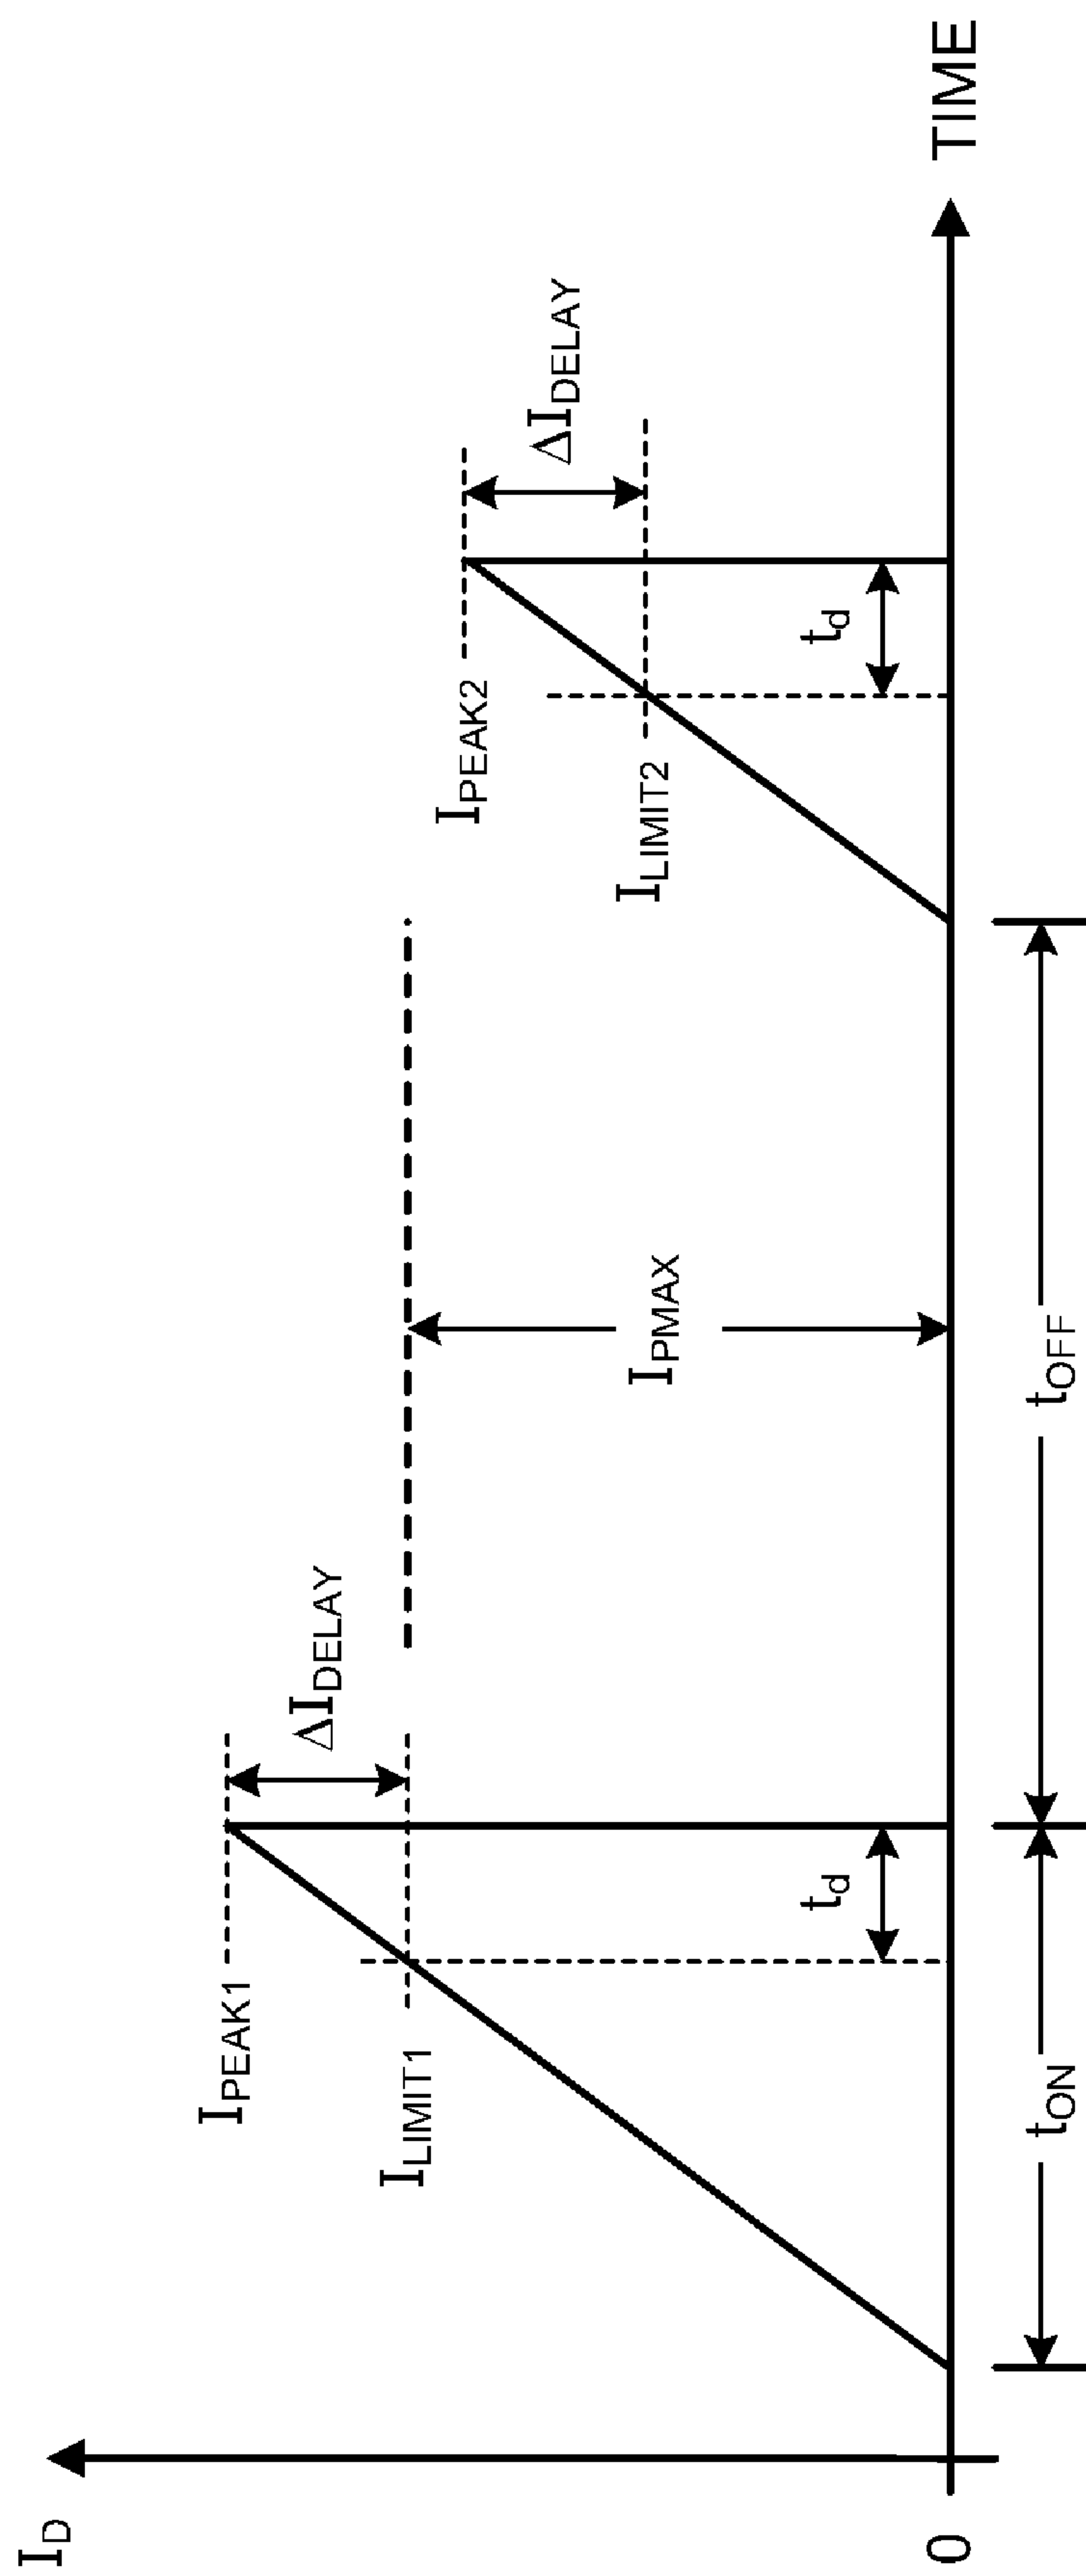 I_D
I_PEAK1
ΔI_DELAY
I_LIMIT1
I_PEAK2
ΔI_DELAY
I_LIMIT2
I_PMAX
t_d
t_d
0
TIME
t_ON
t_OFF